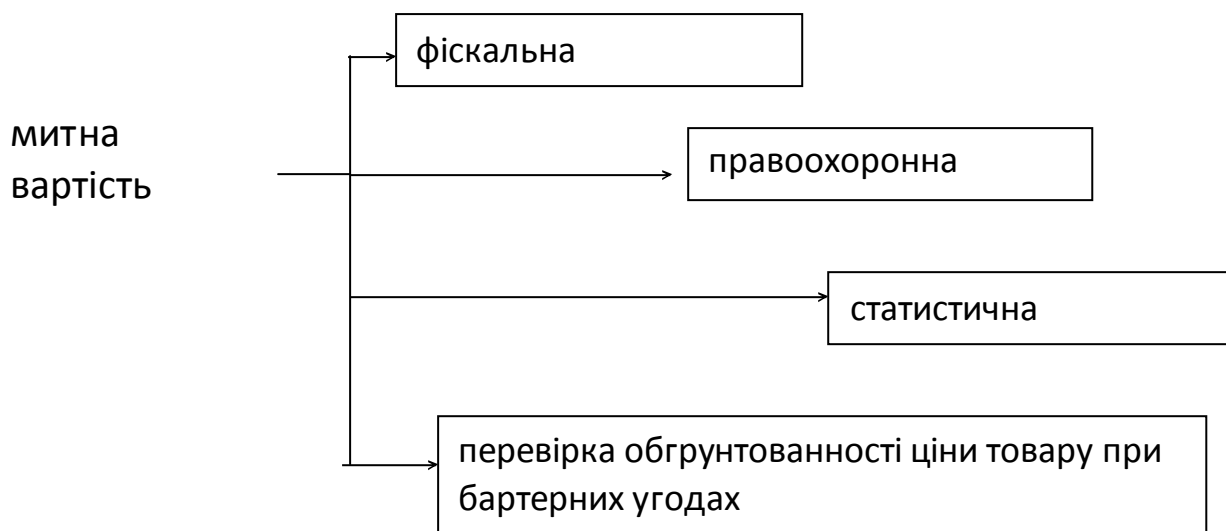 фіскальна
митна
вартість
правоохоронна
статистична
перевірка обгрунтованності ціни товару при
бартерних угодах